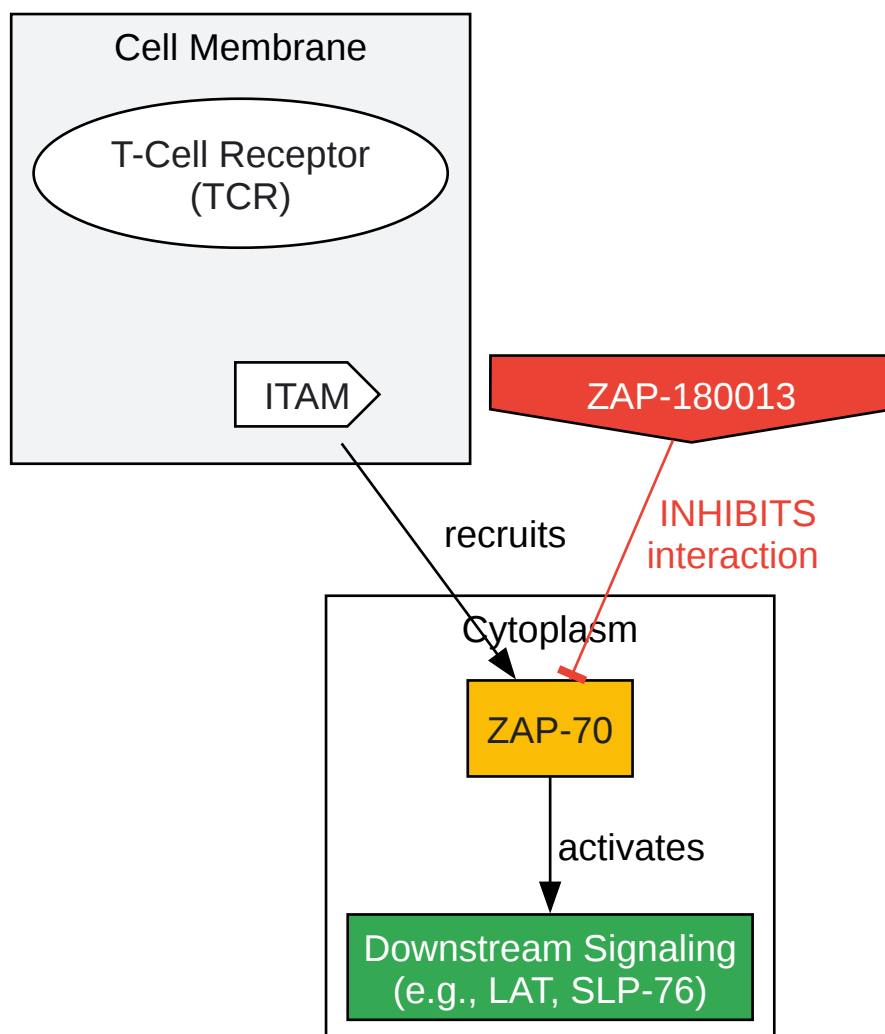 Cell Membrane
T-Cell Receptor
(TCR)
ITAM
ZAP-180013
recruits
INHIBITS
interaction
Cytoplasm
ZAP-70
activates
Downstream Signaling
(e.g., LAT, SLP-76)